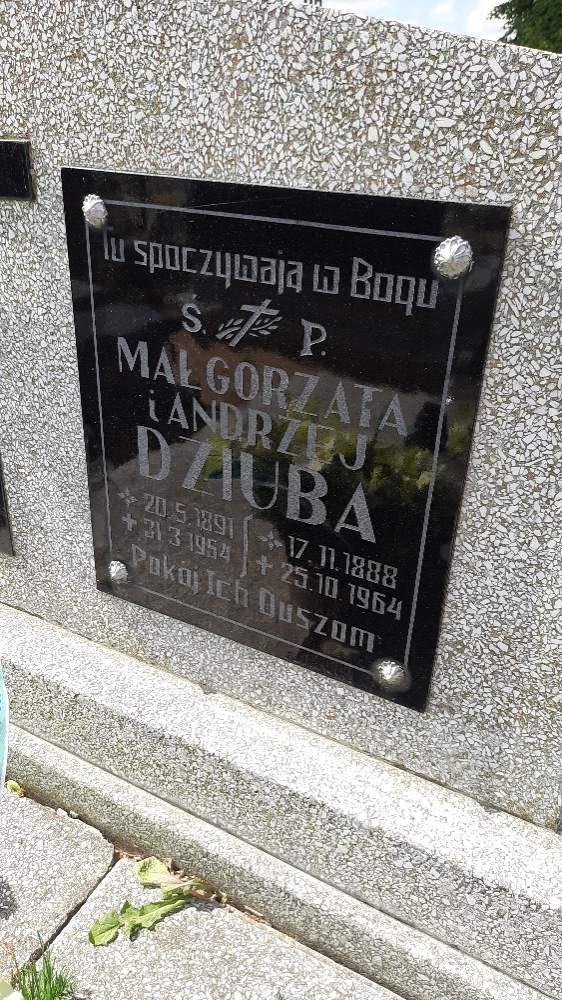 Tu spoczywają w Bogu
Ś. P.
MAŁGORZATA
i ANDRZEJ
DZIUBA
20.5.1891 17.11.1888
31.3.1954 25.10.1964
Pokój Ich Duszom